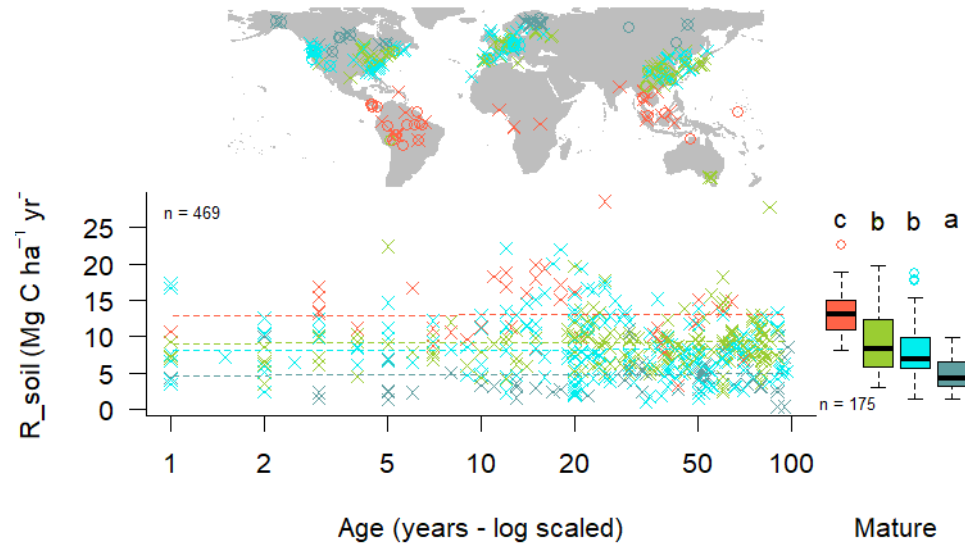 n = 469
c b b a
R_soil (Mg C ha⁻¹ yr⁻
25
20
15
10
5
0
n = 175
1 2 5 10 20 50 100
Age (years - log scaled) Mature